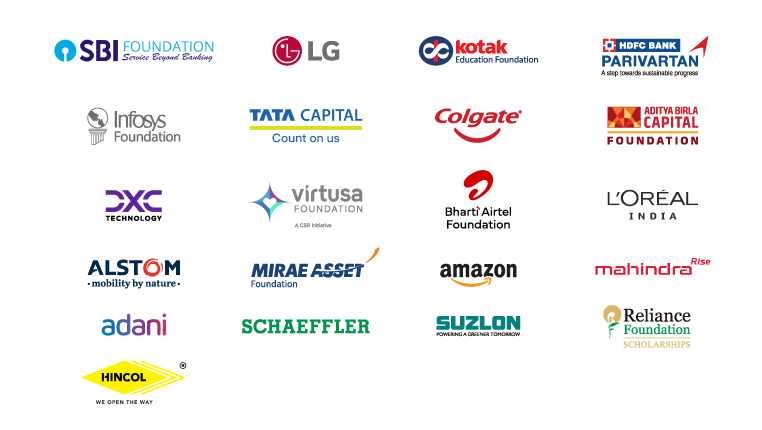 SBI FOUNDATION
Service Beyond Banking
LG LG
kotak
Education Foundation
HDFC BANK
PARIVARTAN
A step towards sustainable progress
Infosys
Foundation
TATA CAPITAL
Count on us
Colgate®
ADITYA BIRLA
CAPITAL
FOUNDATION
DXC
TECHNOLOGY
virtusa
FOUNDATION
A CSR Initiative
Bharti Airtel
Foundation
L'ORÉAL
INDIA
ALSTOM
• mobility by nature •
MIRAE ASSET
Foundation
amazon
mahindra Rise
adani
SCHAEFFLER
SUZLON
POWERING A GREENER TOMORROW
Reliance
Foundation
SCHOLARSHIPS
HINCOL ®
WE OPEN THE WAY